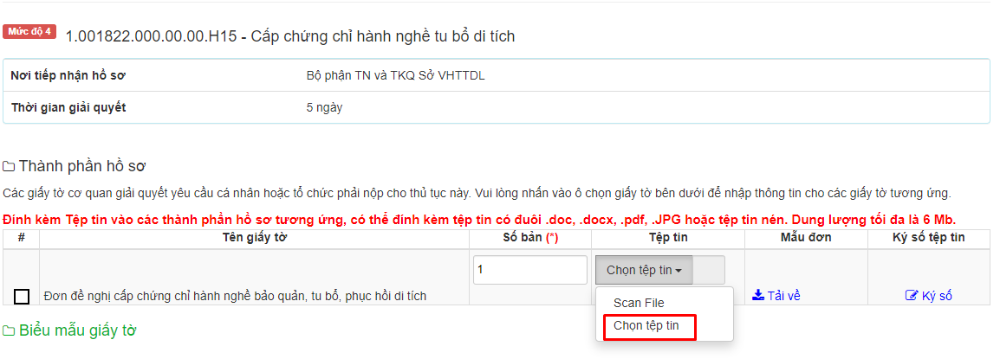 Mức độ 4 1.001822.000.00.00.H15 - Cấp chứng chỉ hành nghề tu bổ di tích
Nơi tiếp nhận hồ sơ Bộ phận TN và TKQ Sở VHTTDL
Thời gian giải quyết 5 ngày
Thành phần hồ sơ
Các giấy tờ cơ quan giải quyết yêu cầu cá nhân hoặc tổ chức phải nộp cho thủ tục này. Vui lòng nhấn vào ô chọn giấy tờ bên dưới để nhập thông tin cho các giấy tờ tương ứng.
Đính kèm Tệp tin vào các thành phần hồ sơ tương ứng, có thể đính kèm tệp tin có đuôi .doc, .docx, .pdf, .JPG hoặc tệp tin nén. Dung lượng tối đa là 6 Mb.
# Tên giấy tờ Số bản (*) Tệp tin Mẫu đơn Ký số tệp tin
1 Chọn tệp tin
Đơn đề nghị cấp chứng chỉ hành nghề bảo quản, tu bổ, phục hồi di tích Tải về Ký số
Scan File
Chọn tệp tin
Biểu mẫu giấy tờ